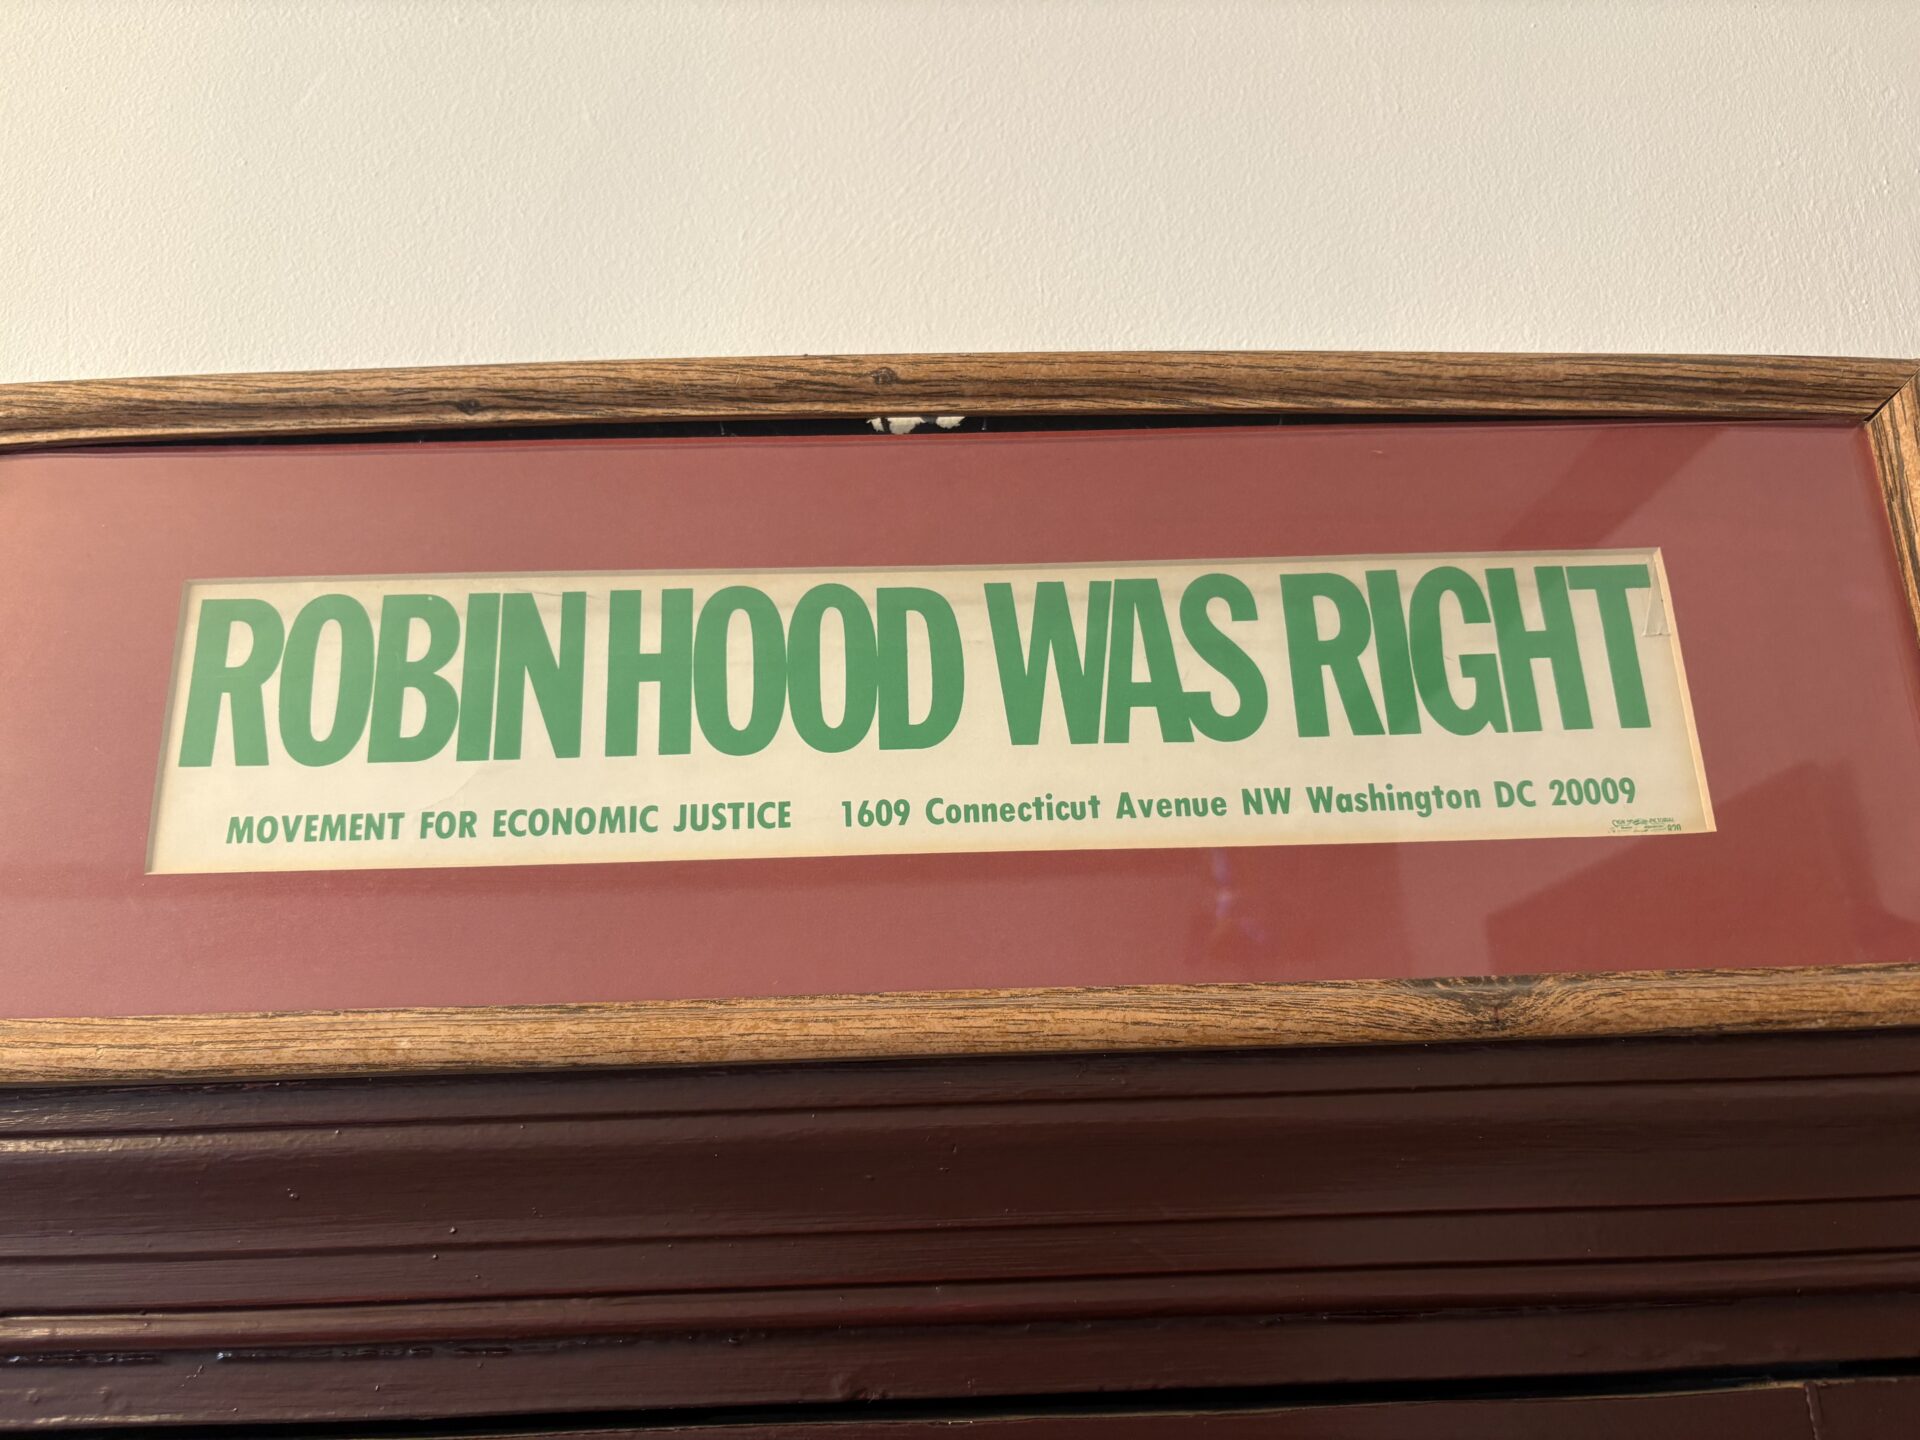 ROBIN HOOD WAS RIGHT
MOVEMENT FOR ECONOMIC JUSTICE 1609 Connecticut Avenue NW Washington DC 20009